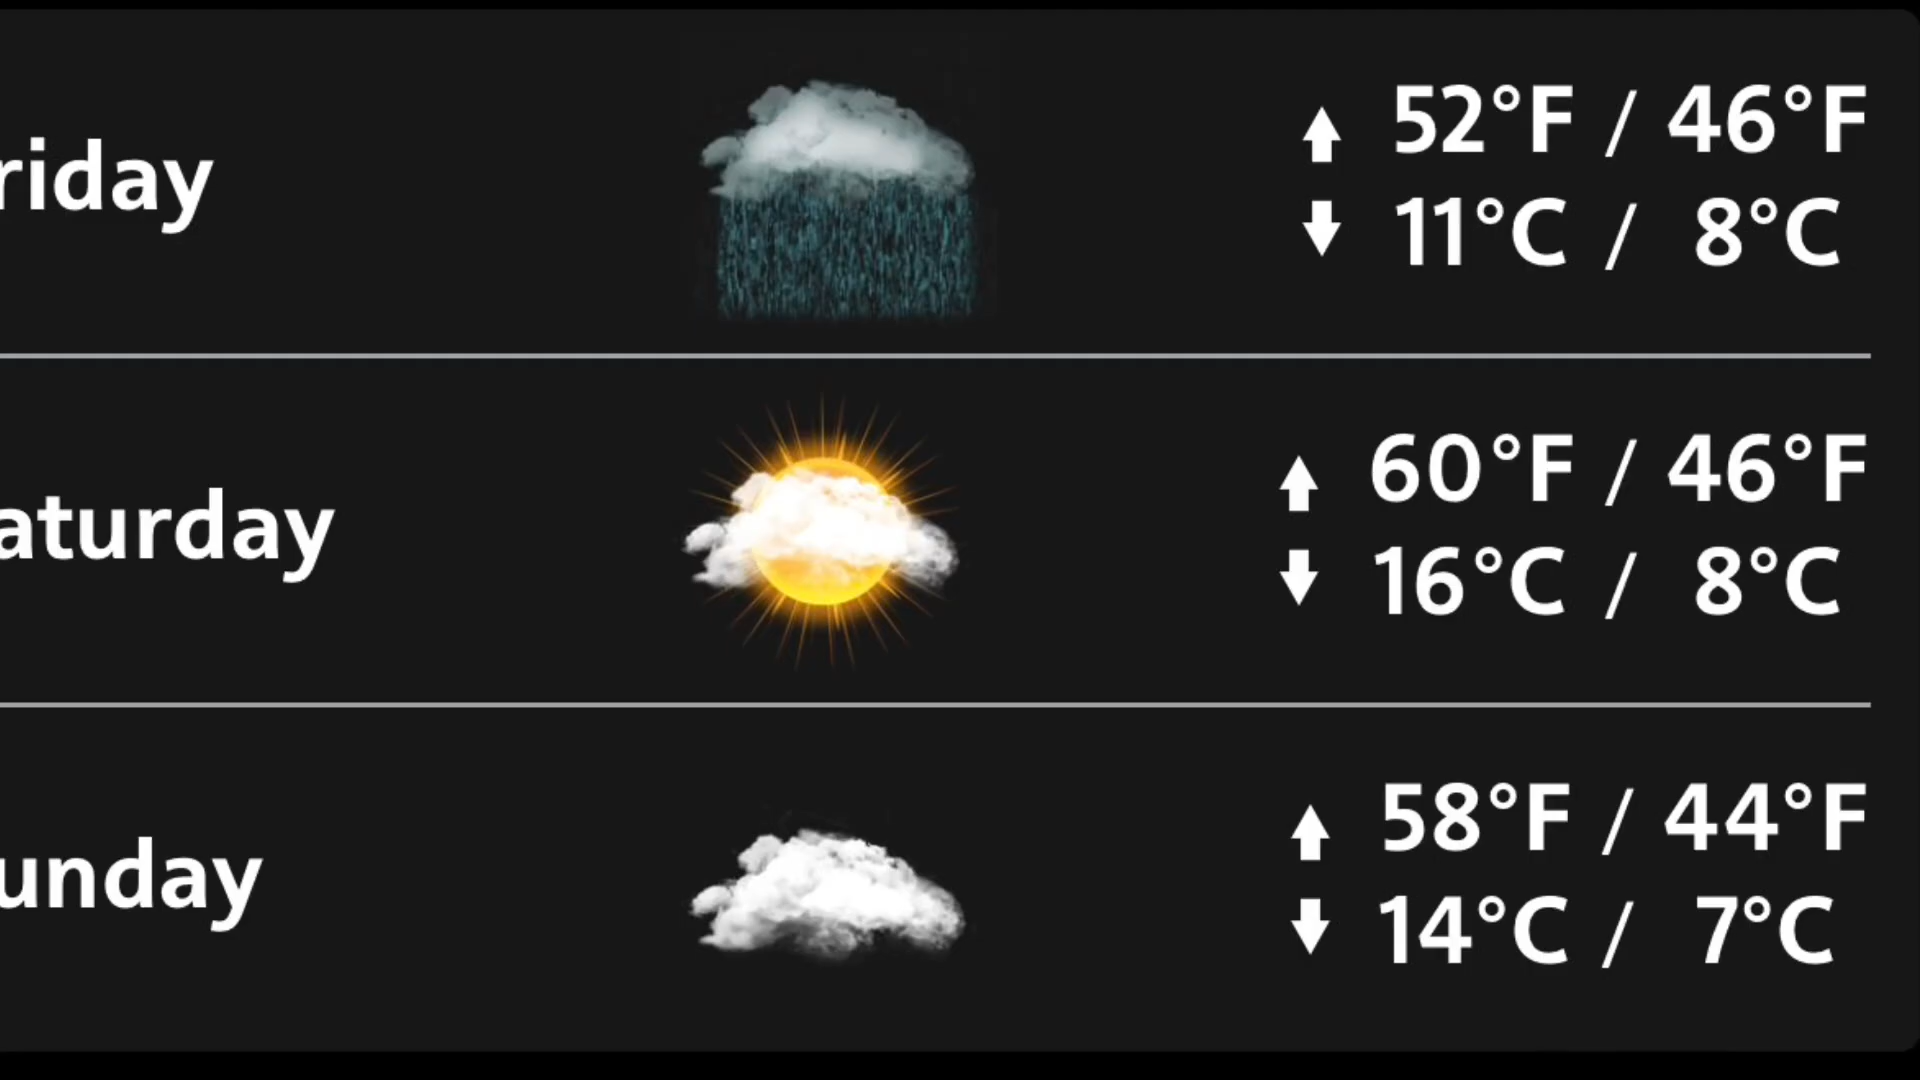 riday
52°F / 46°F
11°C / 8°C
aturday
60°F / 46°F
16°C / 8°C
unday
58°F / 44°F
14°C / 7°C